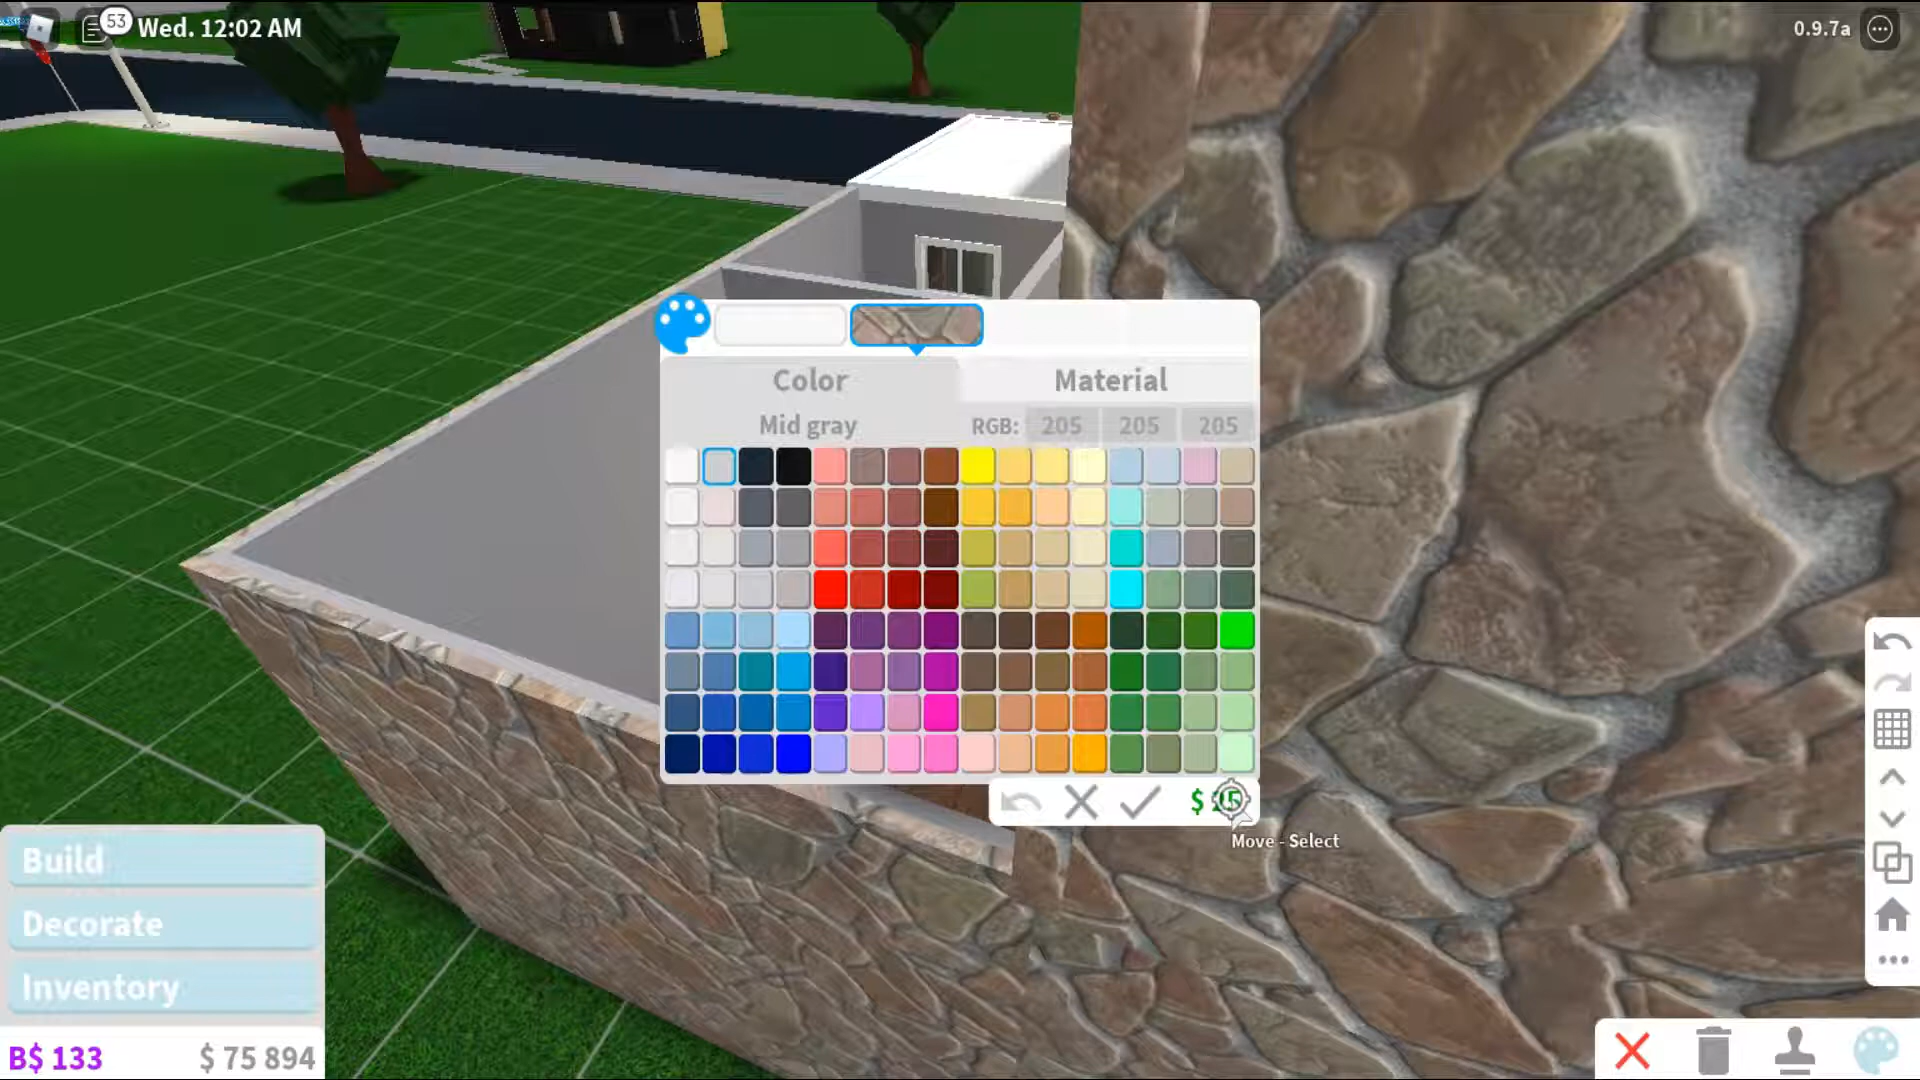 53 Wed. 12:02 AM
0.9.7a
Color
Material
Mid gray
RGB: 205 205 205
$ 25
Move - Select
Build
Decorate
Inventory
B$ 133
$ 75 894